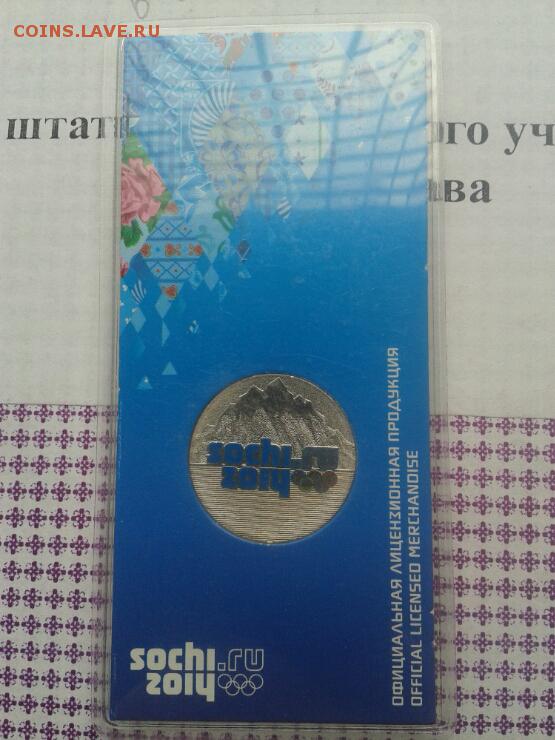 COINS.LAVE.RU
штат
ого уч
ава
sochi.ru
2014
sochi.ru
2014
ОФИЦИАЛЬНАЯ ЛИЦЕНЗИОННАЯ ПРОДУКЦИЯ
OFFICIAL LICENSED MERCHANDISE